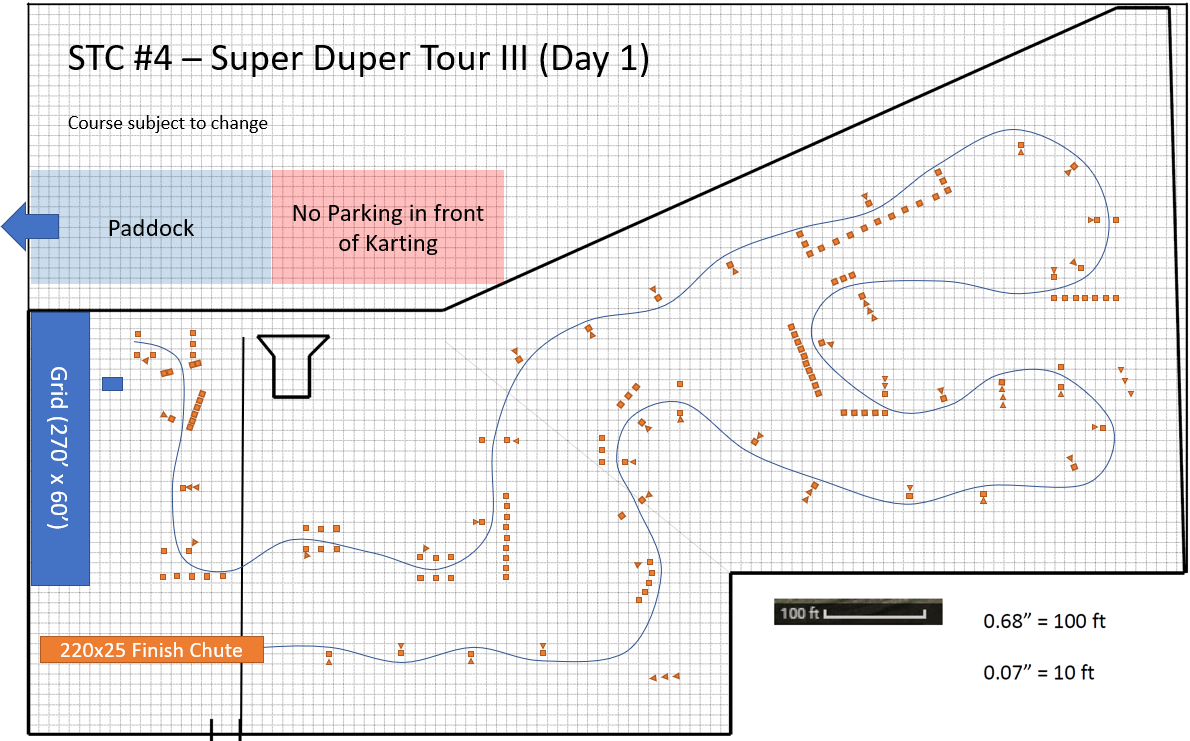 STC #4 – Super Duper Tour III (Day 1)
Course subject to change
Paddock
No Parking in front
of Karting
Grid (270’ x 60’)
220x25 Finish Chute
100 ft
0.68” = 100 ft
0.07” = 10 ft